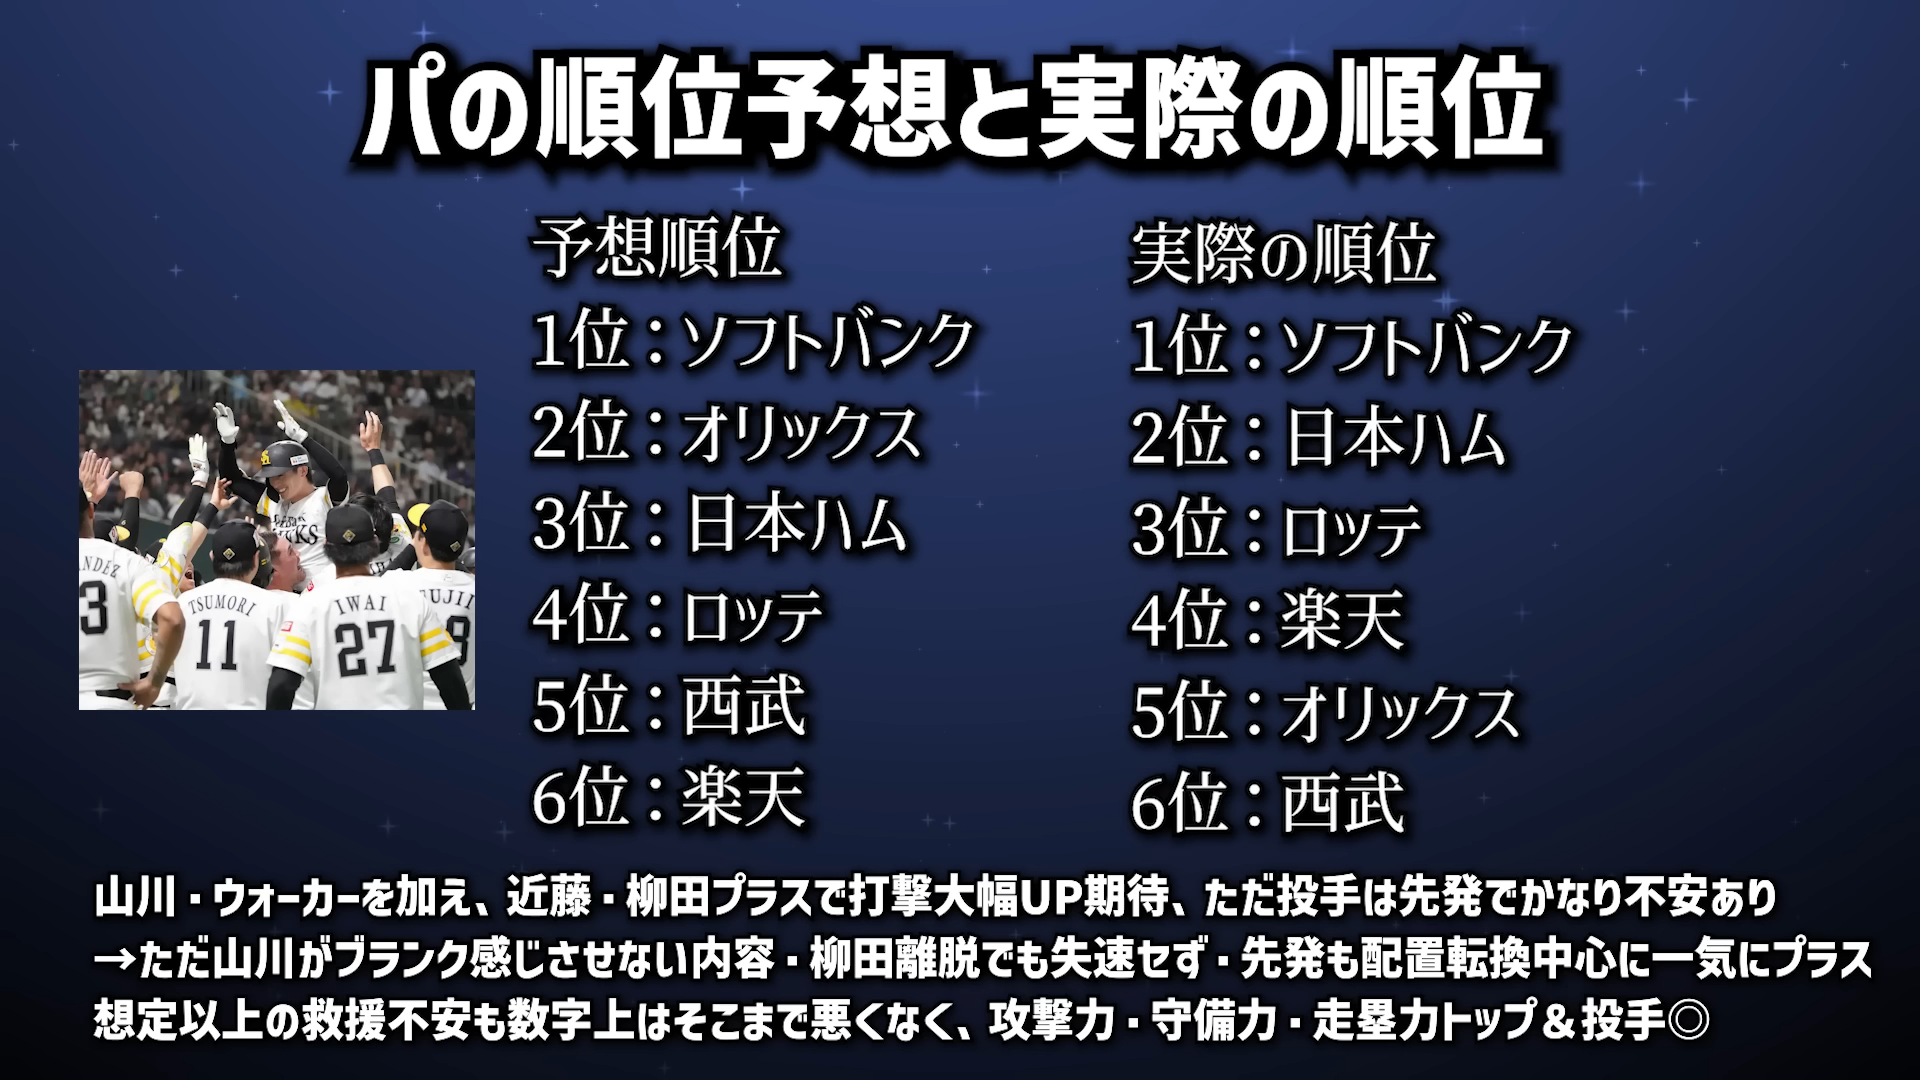 パの順位予想と実際の順位
予想順位
1位：ソフトバンク
2位：オリックス
3位：日本ハム
4位：ロッテ
5位：西武
6位：楽天
実際の順位
1位：ソフトバンク
2位：日本ハム
3位：ロッテ
4位：楽天
5位：オリックス
6位：西武
NDEZ
3
TSUMORI
11
IWAI
27
山川・ウォーカーを加え、近藤・柳田プラスで打撃大幅UP期待、ただ投手は先発でかなり不安あり
→ただ山川がブランク感じさせない内容・柳田離脱でも失速せず・先発も配置転換中心に一気にプラス
想定以上の救援不安も数字上はそこまで悪くなく、攻撃力・守備力・走塁力トップ＆投手◎